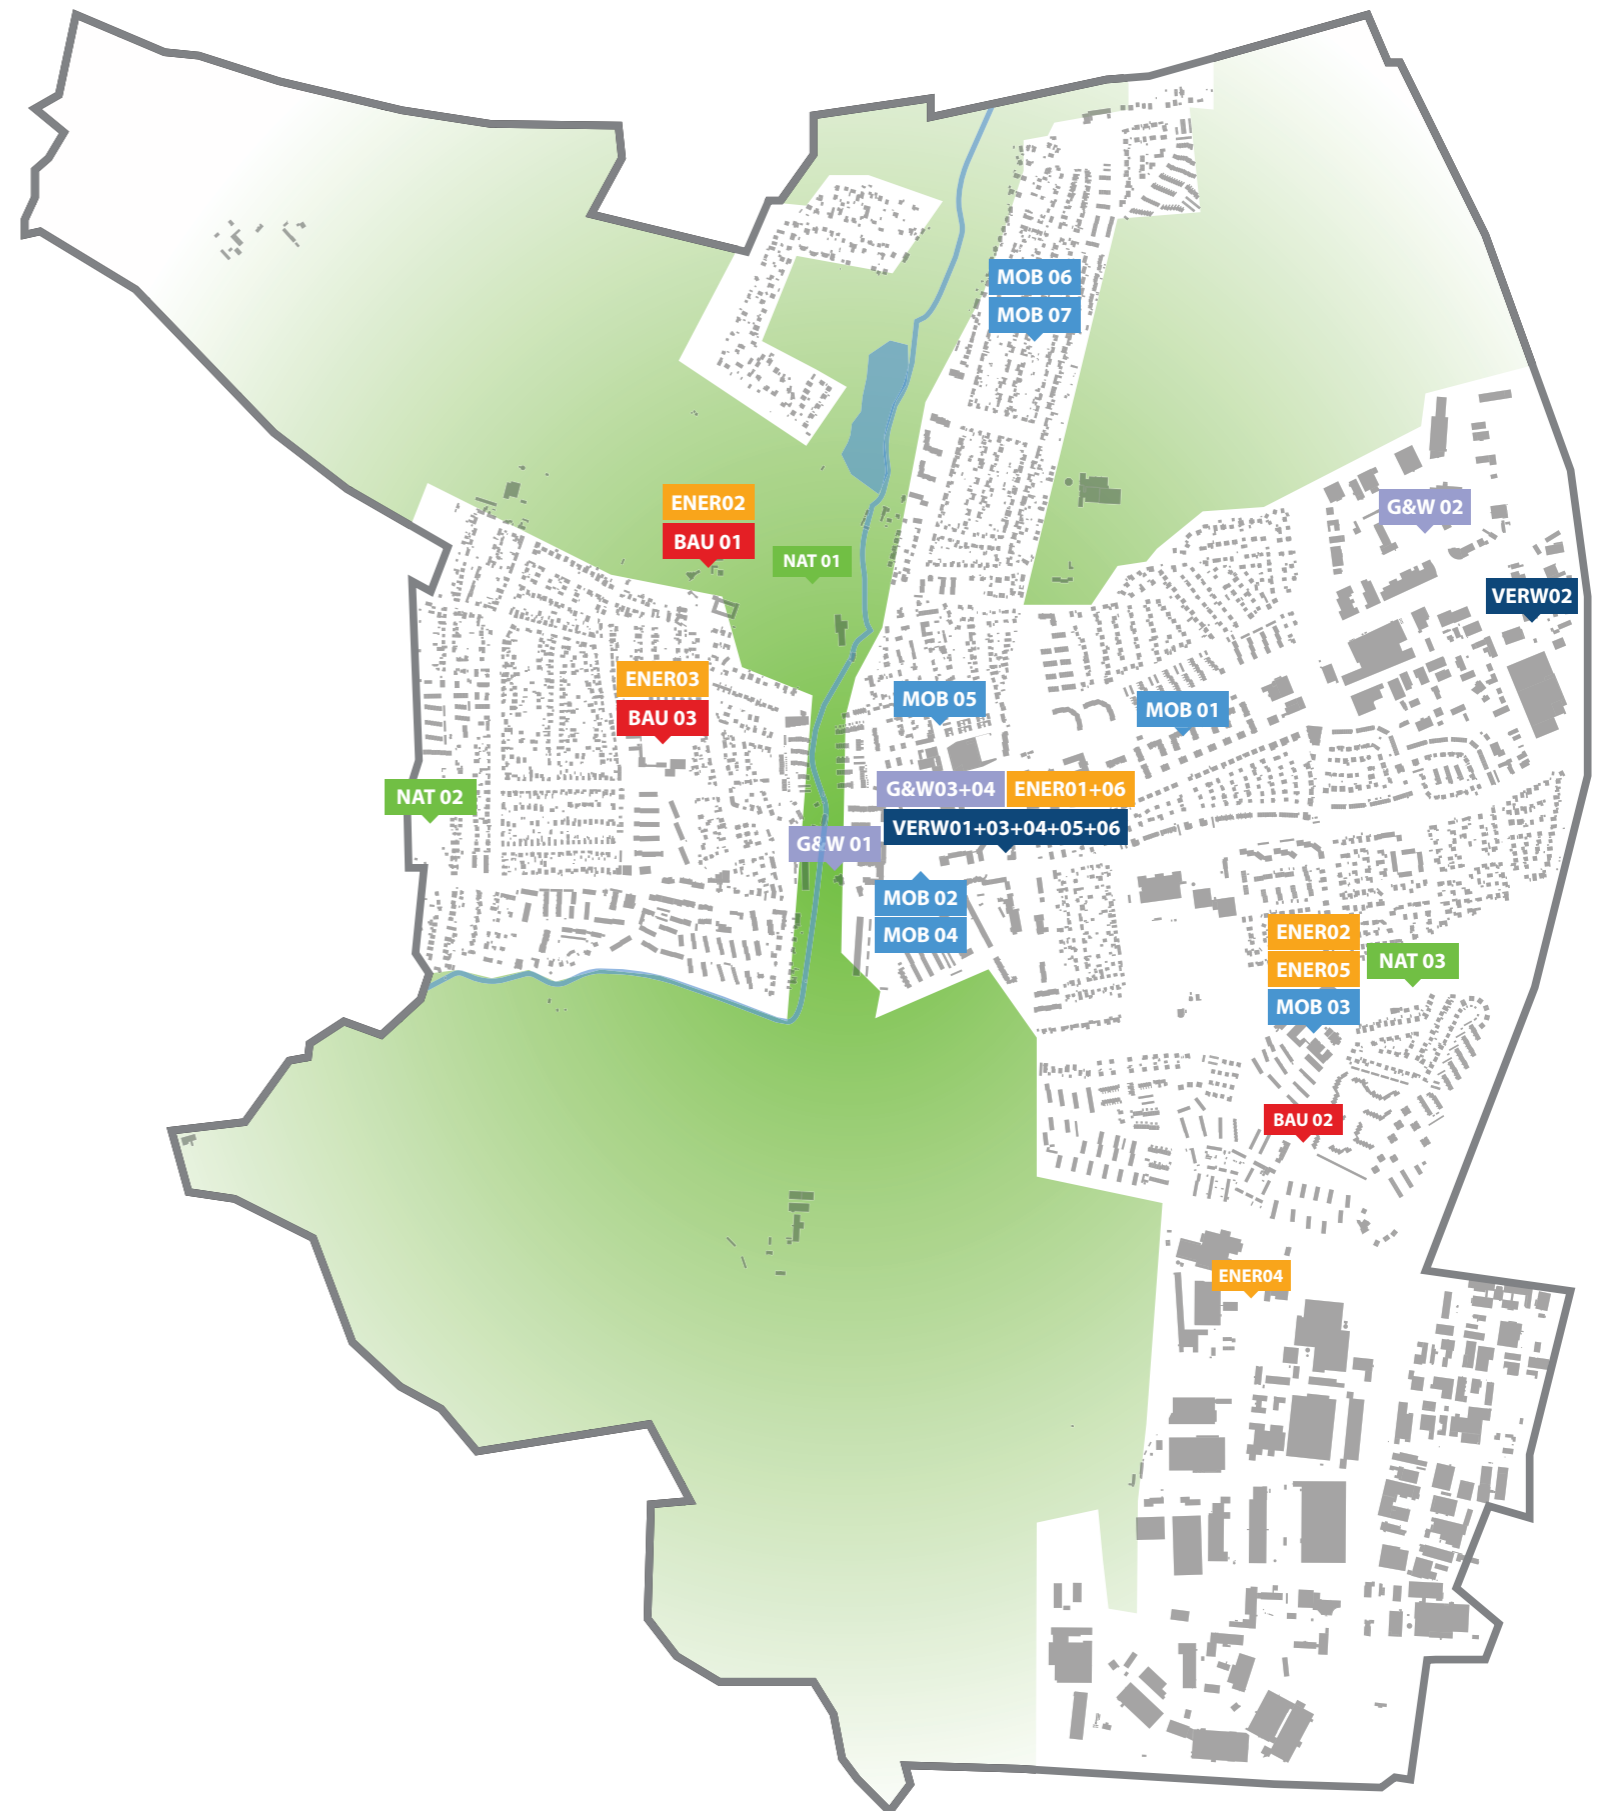 MOB 06
MOB 07
ENER02
BAU 01
NAT 01
G&W 02
VERW02
ENER03
BAU 03
MOB 05
MOB 01
NAT 02
G&W03+04 ENER01+06
VERW01+03+04+05+06
G&W 01
MOB 02
MOB 04
ENER02
ENER05
MOB 03
NAT 03
BAU 02
ENER04